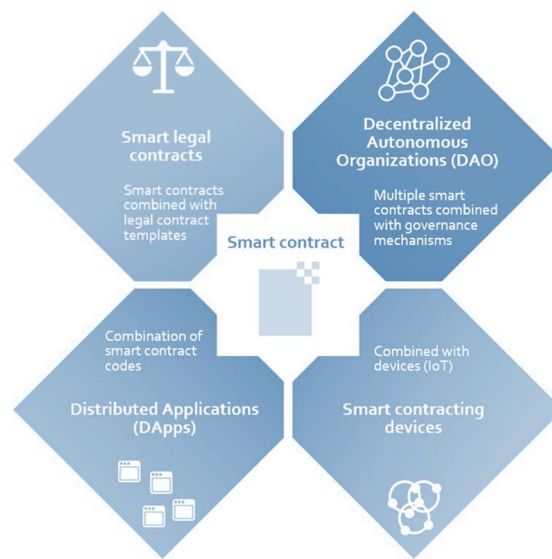 Smart legal
contracts
Smart contracts
combined with
legal contract
templates
Decentralized
Autonomous
Organizations (DAO)
Multiple smart
contracts combined
with governance
mechanisms
Smart contract
Combination of
smart contract
codes
Distributed Applications
(DApps)
Combined with
devices (IoT)
Smart contracting
devices